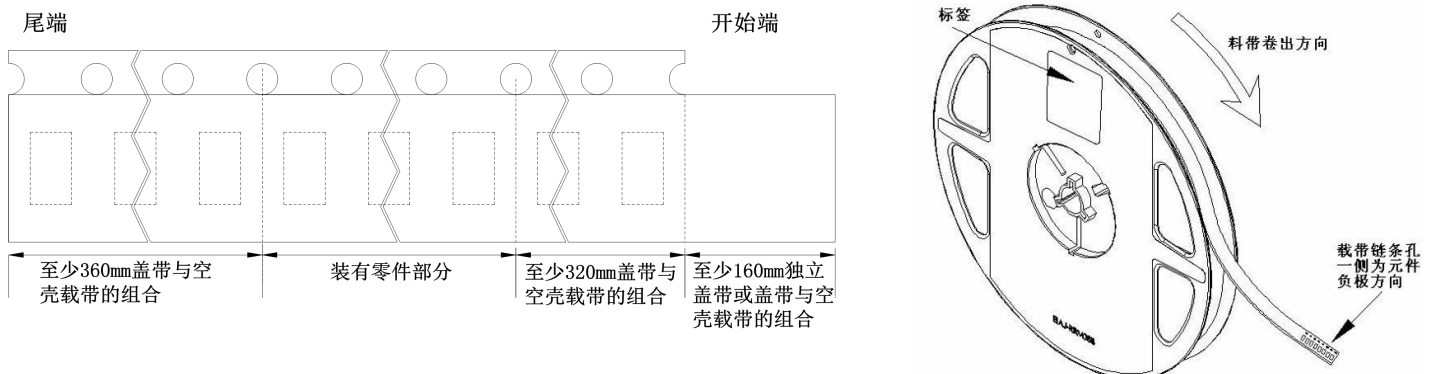 尾端
开始端
至少360mm盖带与空
壳载带的组合
装有零件部分
至少320mm盖带与
空壳载带的组合
至少160mm独立
盖带或盖带与空
壳载带的组合
标签
料带卷出方向
载带链条孔
一侧为元件
负极方向